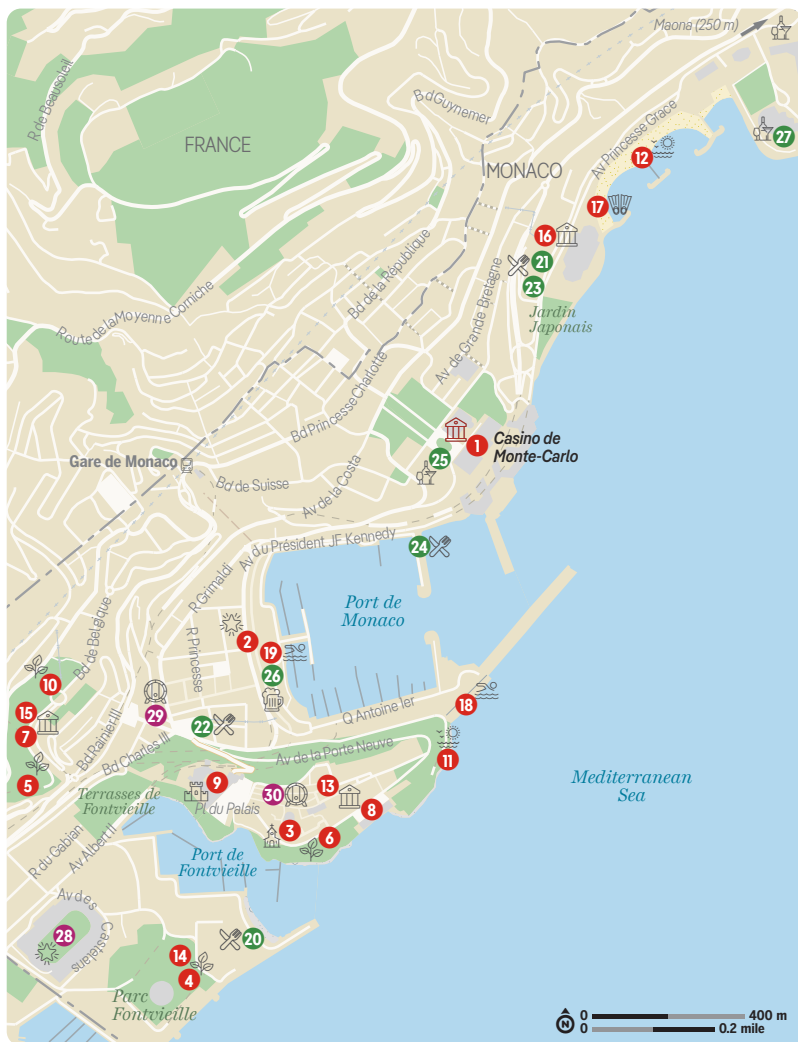 Maona (250 m)
R de Beausoleil
Bd Guynemer
FRANCE
Av Princesse Grace
27
12
MONACO
17
16
21
23
Bd de la République
Jardin
Japonais
Route de la Moyenne Corniche
Av de Grande Bretagne
Bd Princesse Charlotte
1
Casino de
Monte-Carlo
25
Gare de Monaco
Bd de Suisse
Av de la Costa
Av du Président JF Kennedy
24
R Grimaldi
Port de
Monaco
Bd de Belgique
R Princesse
2
19
26
10
15
7
29
22
Q Antoine Ier
18
Bd Rainier III
Bd Charles III
Av de la Porte Neuve
11
5
Terrasses de
Fontvieille
9
Pl du Palais
30
13
8
Mediterranean
Sea
3
6
R du Gabian
Av Albert II
Port de
Fontvieille
Av des
Castelans
28
20
14
4
Parc
Fontvieille
N
0 400 m
0 0.2 mile